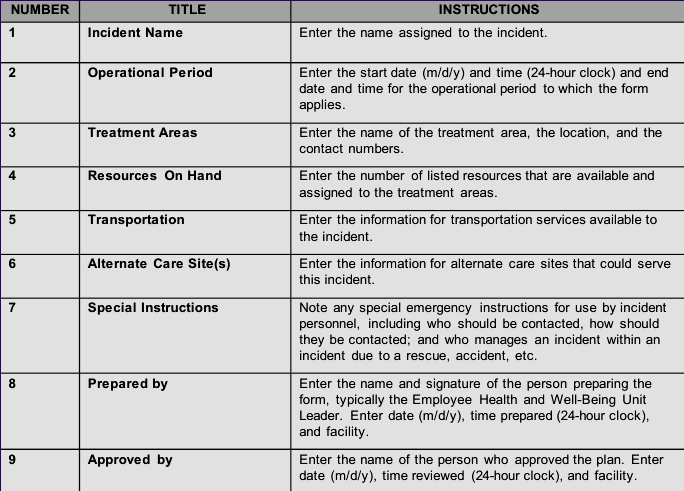 NUMBER TITLE INSTRUCTIONS
1 Incident Name Enter the name assigned to the incident.
2 Operational Period Enter the start date (m/d/y) and time (24-hour clock) and end
date and time for the operational period to which the form
applies.
3 Treatment Areas Enter the name of the treatment area, the location, and the
contact numbers.
4 Resources On Hand Enter the number of listed resources that are available and
assigned to the treatment areas.
5 Transportation Enter the information for transportation services available to
the incident.
6 Alternate Care Site(s) Enter the information for alternate care sites that could serve
this incident.
7 Special Instructions Note any special emergency instructions for use by incident
personnel, including who should be contacted, how should
they be contacted; and who manages an incident within an
incident due to a rescue, accident, etc.
8 Prepared by Enter the name and signature of the person preparing the
form, typically the Employee Health and Well-Being Unit
Leader. Enter date (m/d/y), time prepared (24-hour clock),
and facility.
9 Approved by Enter the name of the person who approved the plan. Enter
date (m/d/y), time reviewed (24-hour clock), and facility.